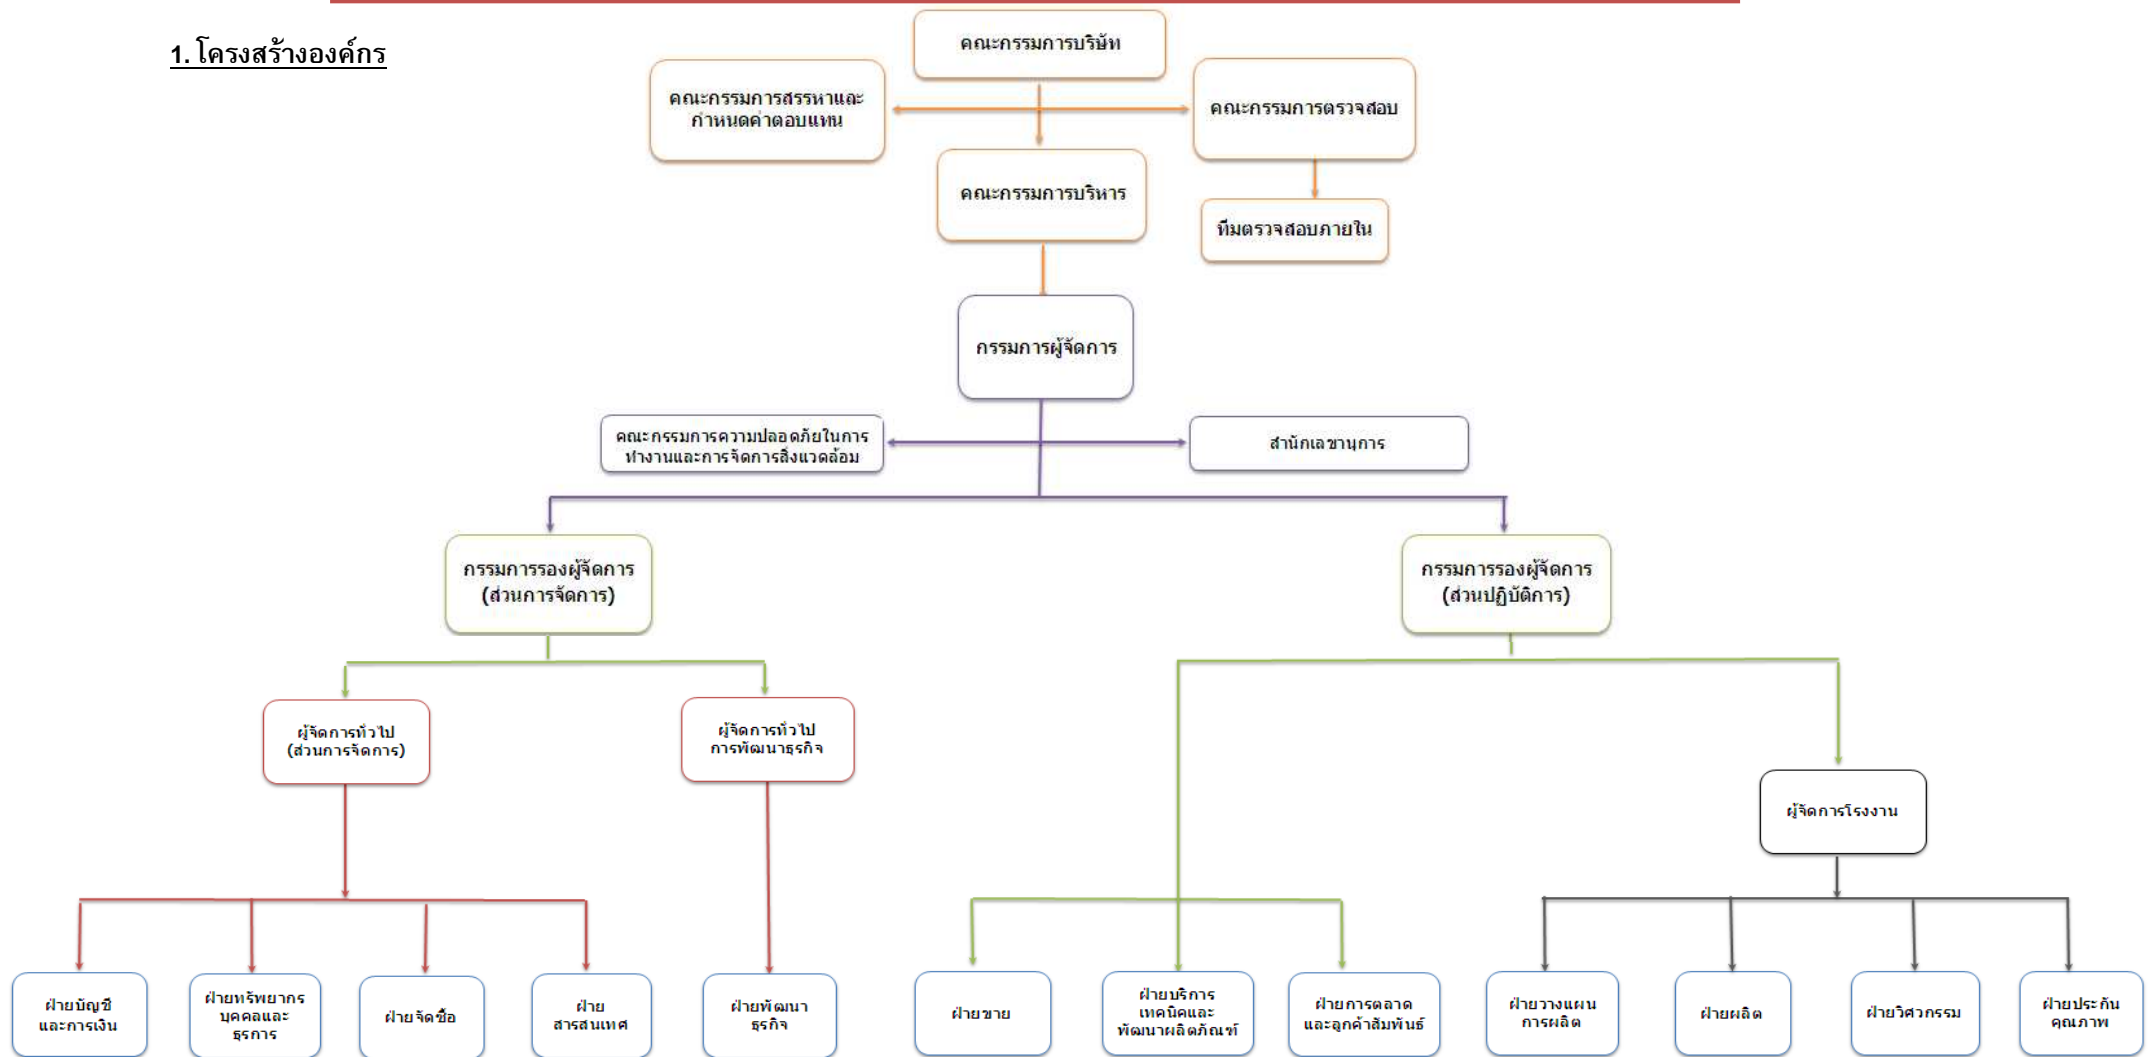 1. โครงสร้างองค์กร
คณะกรรมการบริษัท
คณะกรรมการสรรหาและ
กำหนดค่าตอบแทน
คณะกรรมการตรวจสอบ
คณะกรรมการบริหาร
ทีมตรวจสอบภายใน
กรรมการผู้จัดการ
คณะกรรมการความปลอดภัยในการ
ทำงานและการจัดการสิ่งแวดล้อม
สำนักเลขานุการ
กรรมการรองผู้จัดการ
(ส่วนการจัดการ)
กรรมการรองผู้จัดการ
(ส่วนปฏิบัติการ)
ผู้จัดการทั่วไป
(ส่วนการจัดการ)
ผู้จัดการทั่วไป
การพัฒนาธุรกิจ
ผู้จัดการโรงงาน
ฝ่ายบัญชี
และการเงิน
ฝ่ายทรัพยากร
บุคคลและ
ธุรการ
ฝ่ายจัดซื้อ
ฝ่าย
สารสนเทศ
ฝ่ายพัฒนา
ธุรกิจ
ฝ่ายขาย
ฝ่ายบริการ
เทคนิคและ
พัฒนาผลิตภัณฑ์
ฝ่ายการตลาด
และลูกค้าสัมพันธ์
ฝ่ายวางแผน
การผลิต
ฝ่ายผลิต
ฝ่ายวิศวกรรม
ฝ่ายประกัน
คุณภาพ